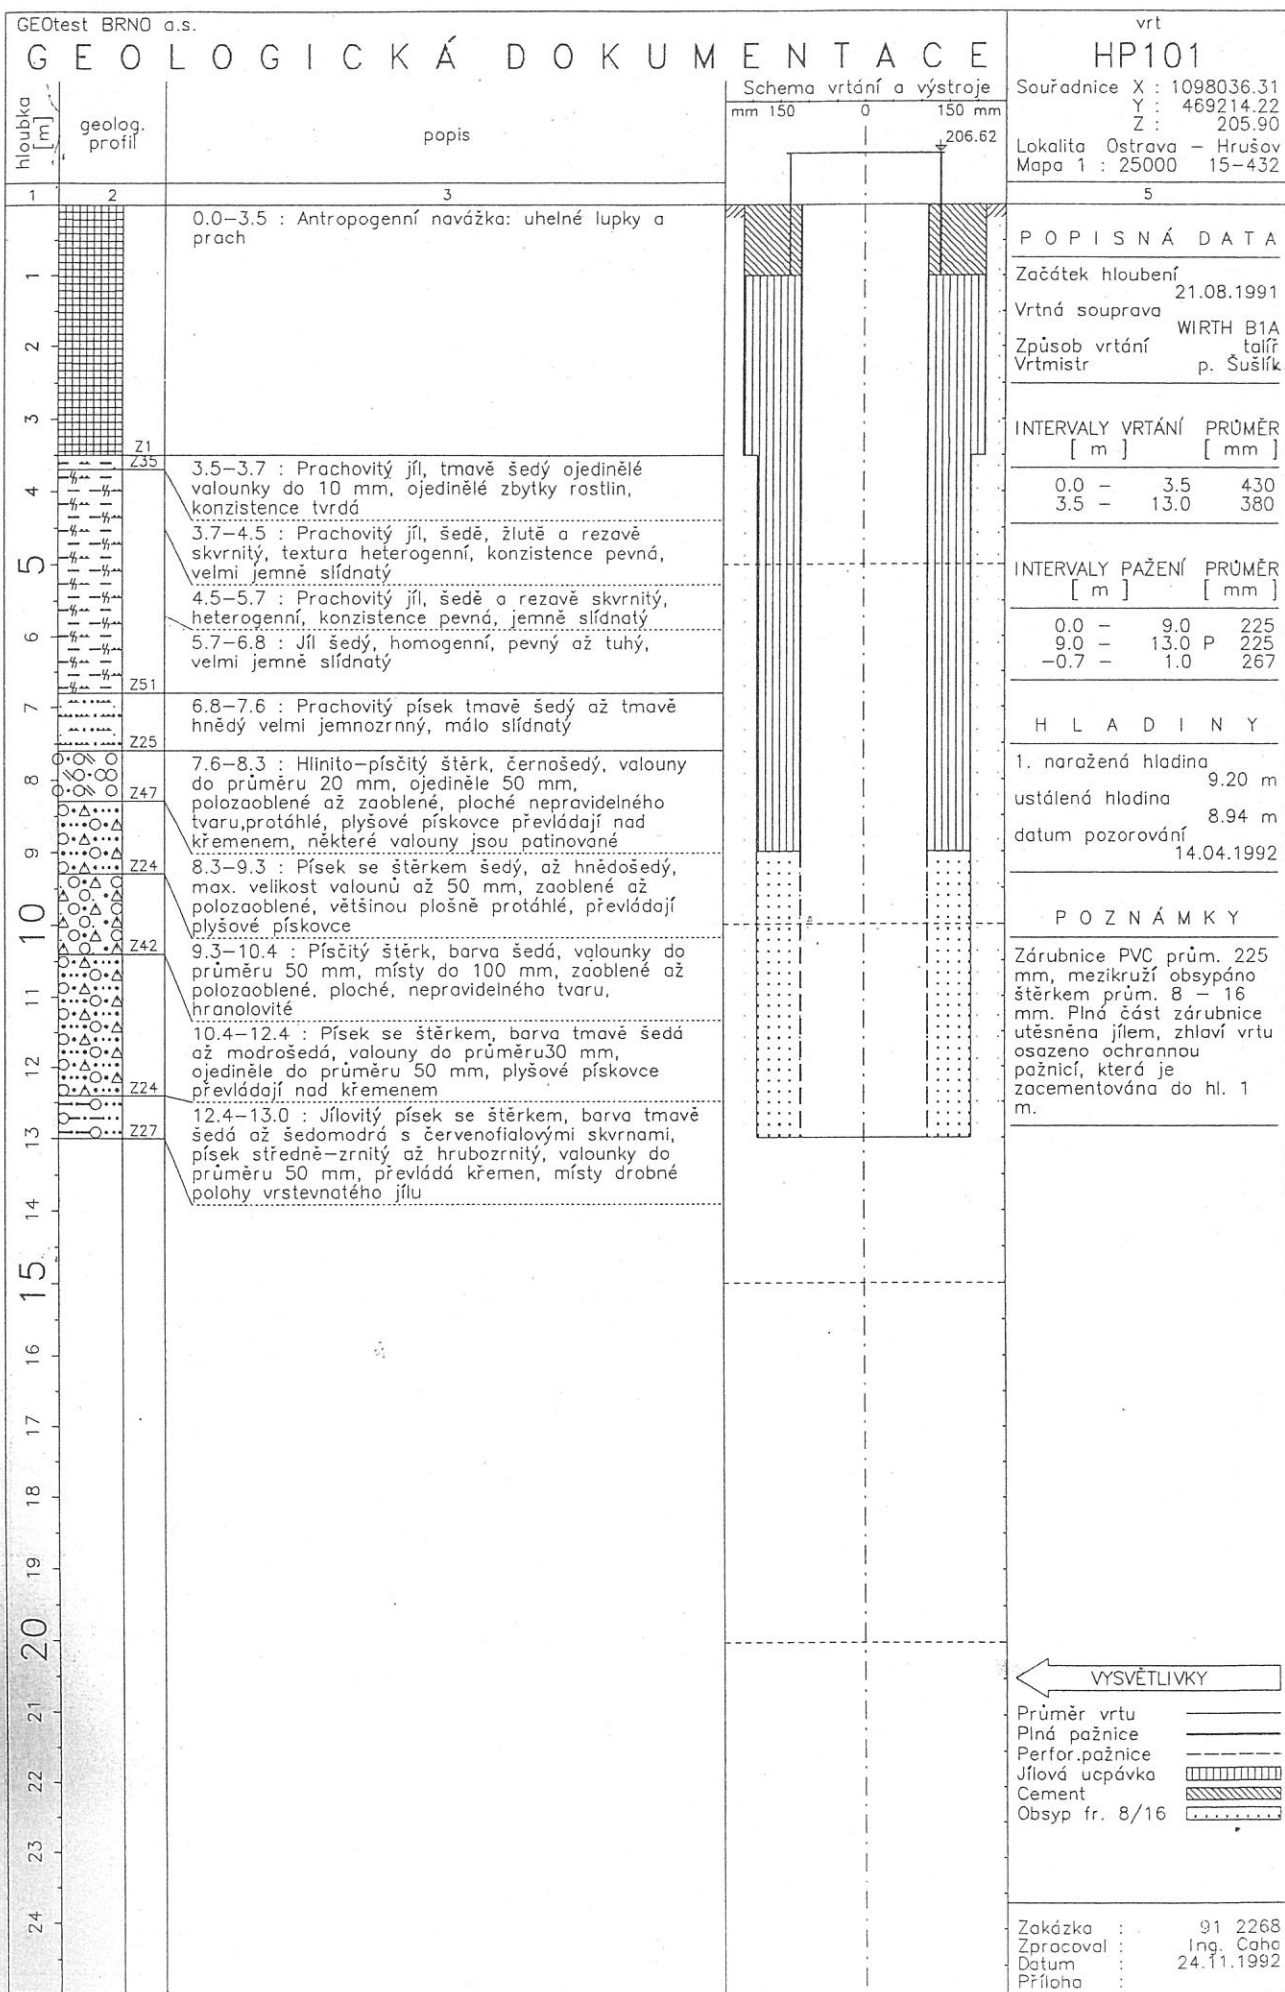 GEOtest BRNO a.s.
GEOLOGICKÁ DOKUMENTACE
hloubka
[m]
geolog.
profil
popis
Schema vrtání a výstroje
mm 150 0 150 mm
206.62
vrt
HP101
Souřadnice X : 1098036.31
Y : 469214.22
Z : 205.90
Lokalita Ostrava – Hrušov
Mapa 1 : 25000 15-432
1 2 3 5
0.0-3.5 : Antropogenní navážka: uhelné lupky a
prach
Z1
Z35
3.5-3.7 : Prachovitý jíl, tmavě šedý ojedinělé
valounky do 10 mm, ojedinělé zbytky rostlin,
konzistence tvrdá
3.7-4.5 : Prachovitý jíl, šedě, žlutě a rezavě
skvrnitý, textura heterogenní, konzistence pevná,
velmi jemně slídnatý
4.5-5.7 : Prachovitý jíl, šedě a rezavě skvrnitý,
heterogenní, konzistence pevná, jemně slídnatý
5.7-6.8 : Jíl šedý, homogenní, pevný až tuhý,
velmi jemně slídnatý
Z51
6.8-7.6 : Prachovitý písek tmavě šedý až tmavě
hnědý velmi jemnozrnný, málo slídnatý
Z25
7.6-8.3 : Hlinito-písčitý štěrk, černošedý, valouny
do průměru 20 mm, ojediněle 50 mm,
polozaoblené až zaoblené, ploché nepravidelného
tvaru,protáhlé, plyšové pískovce převládají nad
křemenem, některé valouny jsou patinované
Z47
8.3-9.3 : Písek se štěrkem šedý, až hnědošedý,
max. velikost valounů až 50 mm, zaoblené až
polozaoblené, většinou plošně protáhlé, převládají
plyšové pískovce
Z24
9.3-10.4 : Písčitý štěrk, barva šedá, valounky do
průměru 50 mm, místy do 100 mm, zaoblené až
polozaoblené, ploché, nepravidelného tvaru,
hranolovité
Z42
10.4-12.4 : Písek se štěrkem, barva tmavě šedá
až modrošedá, valouny do průměru30 mm,
ojediněle do průměru 50 mm, plyšové pískovce
převládají nad křemenem
Z24
12.4-13.0 : Jílovitý písek se štěrkem, barva tmavě
šedá až šedomodrá s červenofialovými skvrnami,
písek středně-zrnitý až hrubozrnitý, valounky do
průměru 50 mm, převládá křemen, místy drobné
polohy vrstevnatého jílu
Z27
1
2
3
4
5
6
7
8
9
10
11
12
13
14
15
16
17
18
19
20
21
22
23
24
POPISNÁ DATA
Začátek hloubení
21.08.1991
Vrtná souprava
WIRTH B1A
Způsob vrtání talíř
Vrtmistr p. Šušlík
INTERVALY VRTÁNÍ PRŮMĚR
[ m ] [ mm ]
0.0 – 3.5 430
3.5 – 13.0 380
INTERVALY PAŽENÍ PRŮMĚR
[ m ] [ mm ]
0.0 – 9.0 225
9.0 – 13.0 P 225
-0.7 – 1.0 267
HLADINY
1. naražená hladina
9.20 m
ustálená hladina
8.94 m
datum pozorování
14.04.1992
POZNÁMKY
Zárubnice PVC prům. 225
mm, mezikruží obsypáno
štěrkem prům. 8 – 16
mm. Plná část zárubnice
utěsněna jílem, zhlaví vrtu
osazeno ochrannou
pažnicí, která je
zacementována do hl. 1
m.
VYSVĚTLIVKY
Průměr vrtu
Plná pažnice
Perfor.pažnice
Jílová ucpávka
Cement
Obsyp fr. 8/16
Zakázka : 91 2268
Zpracoval : Ing. Caha
Datum : 24.11.1992
Příloha :